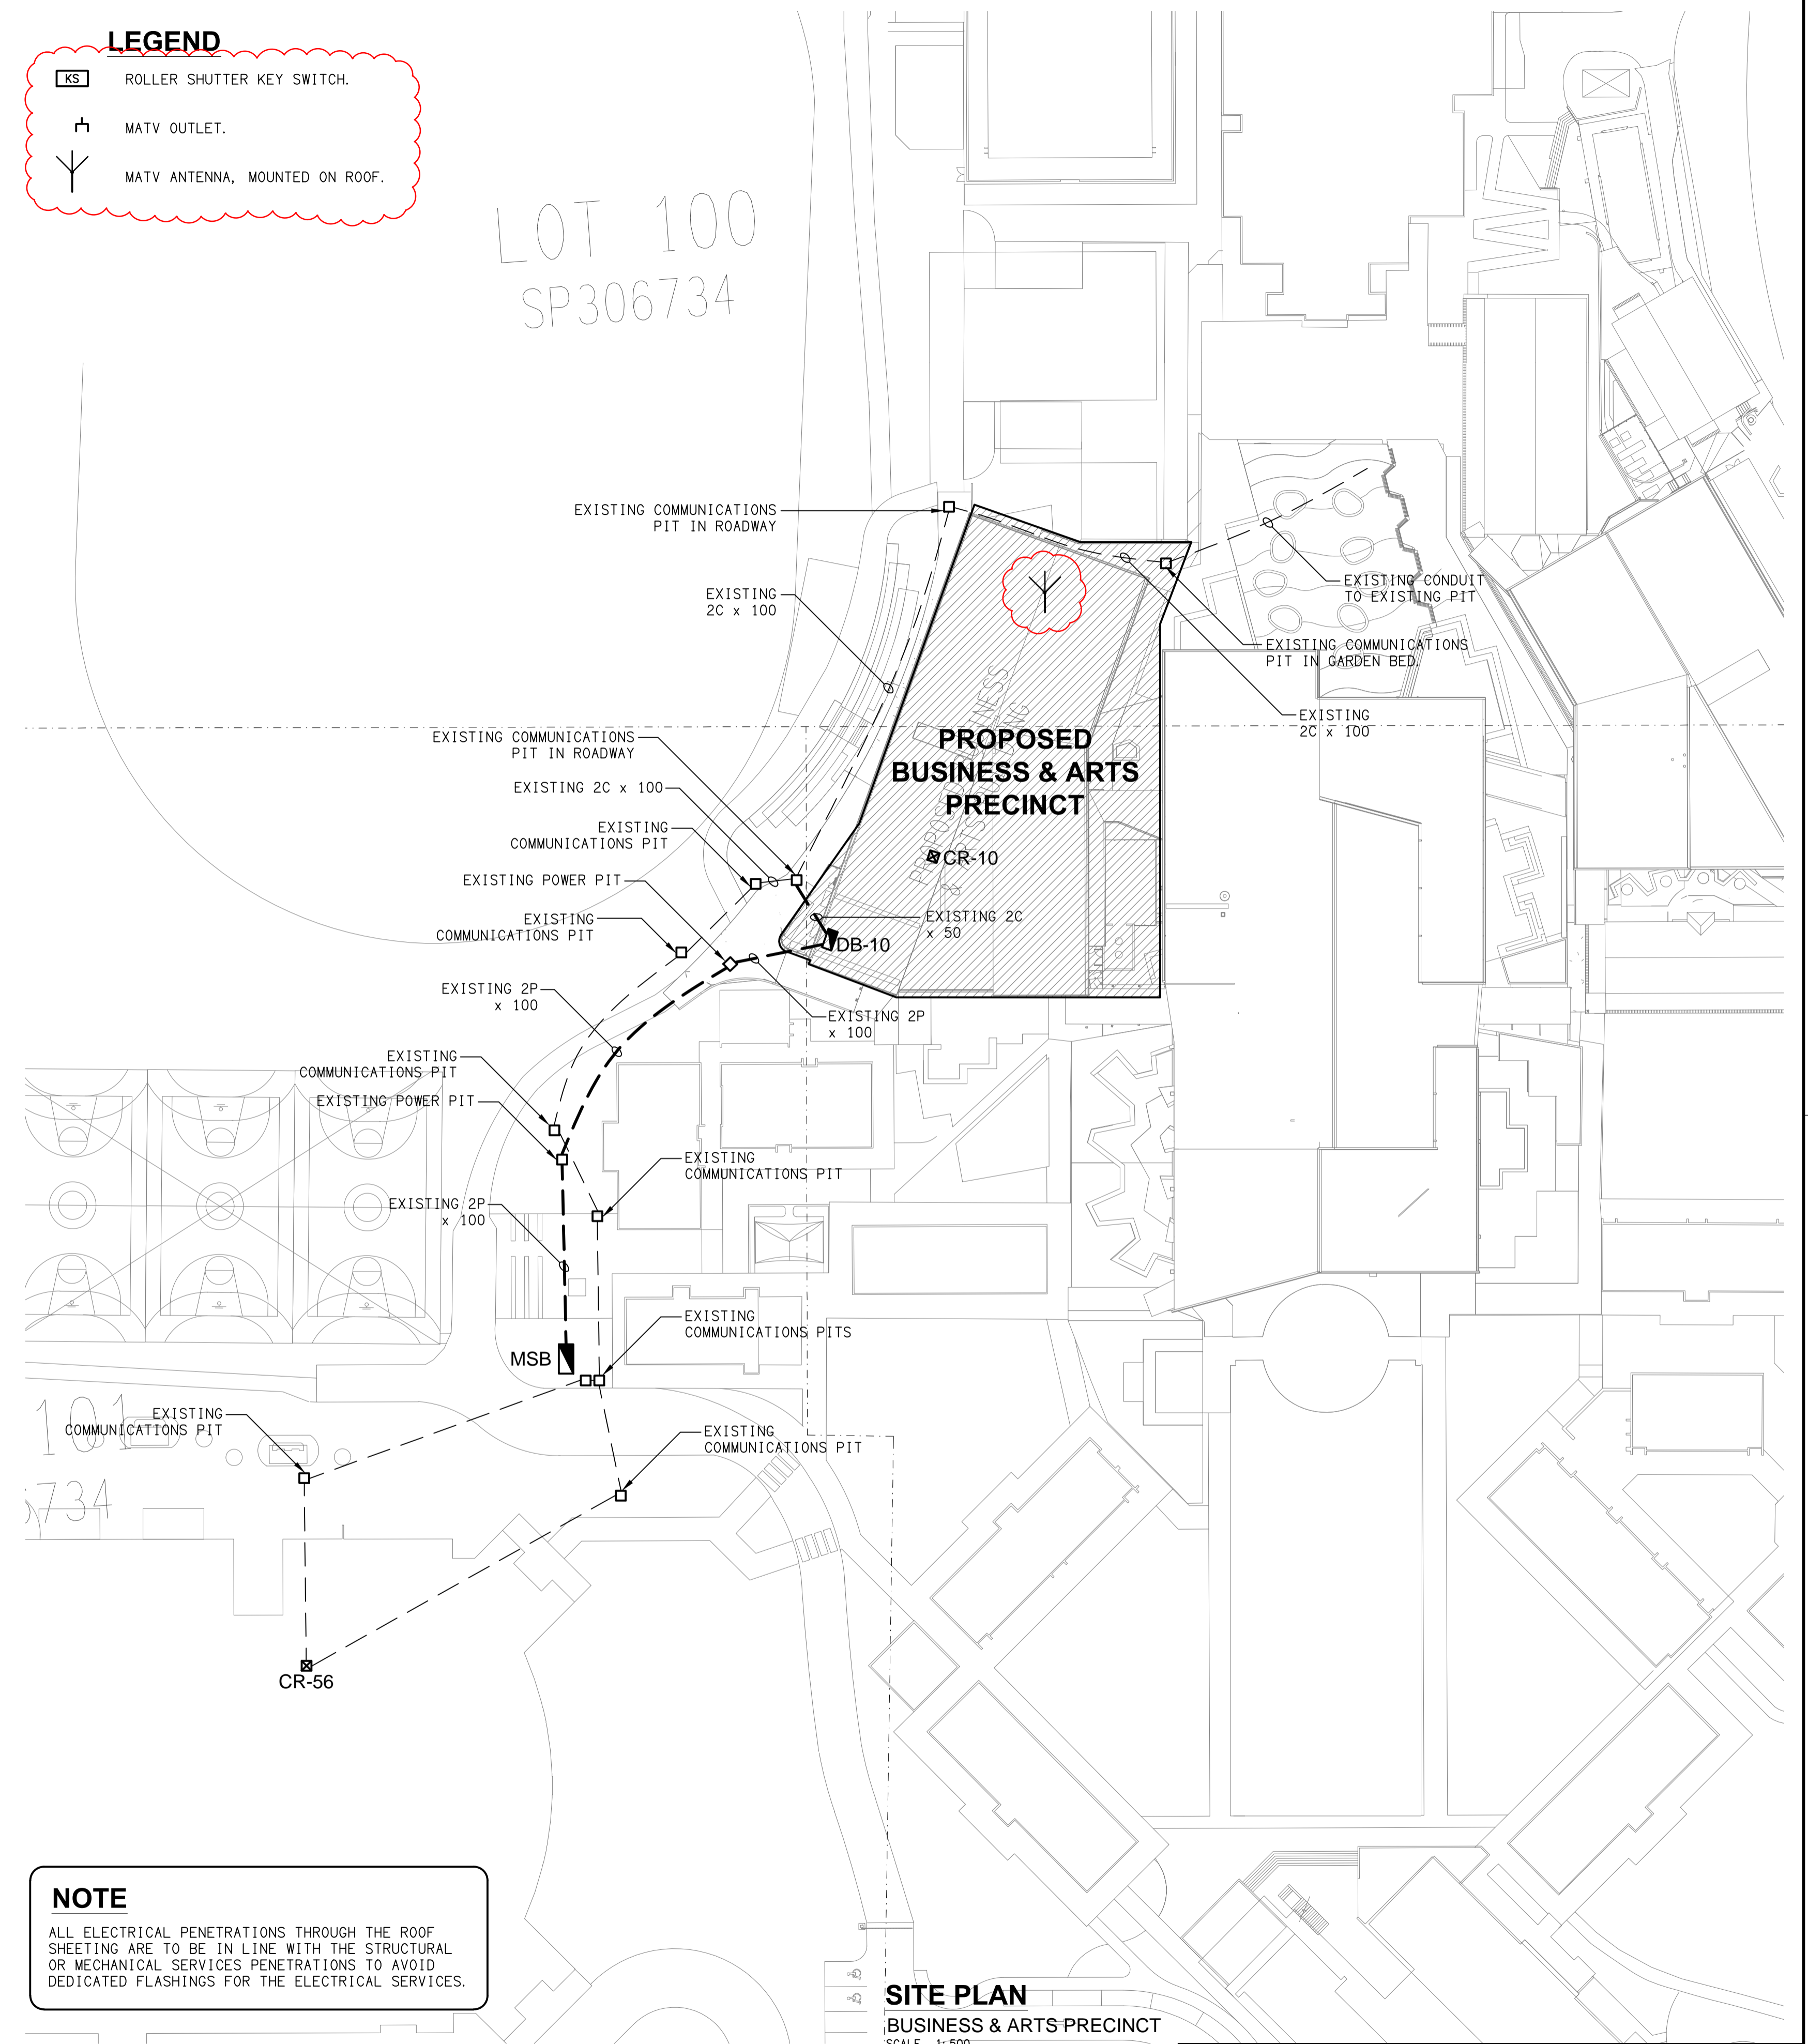 LEGEND
KS ROLLER SHUTTER KEY SWITCH.
MATV OUTLET.
MATV ANTENNA, MOUNTED ON ROOF.
LOT 100
SP306734
EXISTING COMMUNICATIONS
PIT IN ROADWAY
EXISTING
2C x 100
EXISTING CONDUIT
TO EXISTING PIT
EXISTING COMMUNICATIONS
PIT IN GARDEN BED.
EXISTING
2C x 100
EXISTING COMMUNICATIONS
PIT IN ROADWAY
PROPOSED
BUSINESS & ARTS
PRECINCT
EXISTING 2C x 100
EXISTING
COMMUNICATIONS PIT
CR-10
EXISTING POWER PIT
EXISTING
COMMUNICATIONS PIT
EXISTING 2C
x 50
DB-10
EXISTING 2P
x 100
EXISTING 2P
x 100
EXISTING
COMMUNICATIONS PIT
EXISTING POWER PIT
EXISTING
COMMUNICATIONS PIT
EXISTING 2P
x 100
EXISTING
COMMUNICATIONS PITS
MSB
101
734
EXISTING
COMMUNICATIONS PIT
EXISTING
COMMUNICATIONS PIT
CR-56
NOTE
ALL ELECTRICAL PENETRATIONS THROUGH THE ROOF
SHEETING ARE TO BE IN LINE WITH THE STRUCTURAL
OR MECHANICAL SERVICES PENETRATIONS TO AVOID
DEDICATED FLASHINGS FOR THE ELECTRICAL SERVICES.
SITE PLAN
BUSINESS & ARTS PRECINCT
SCALE 1:500